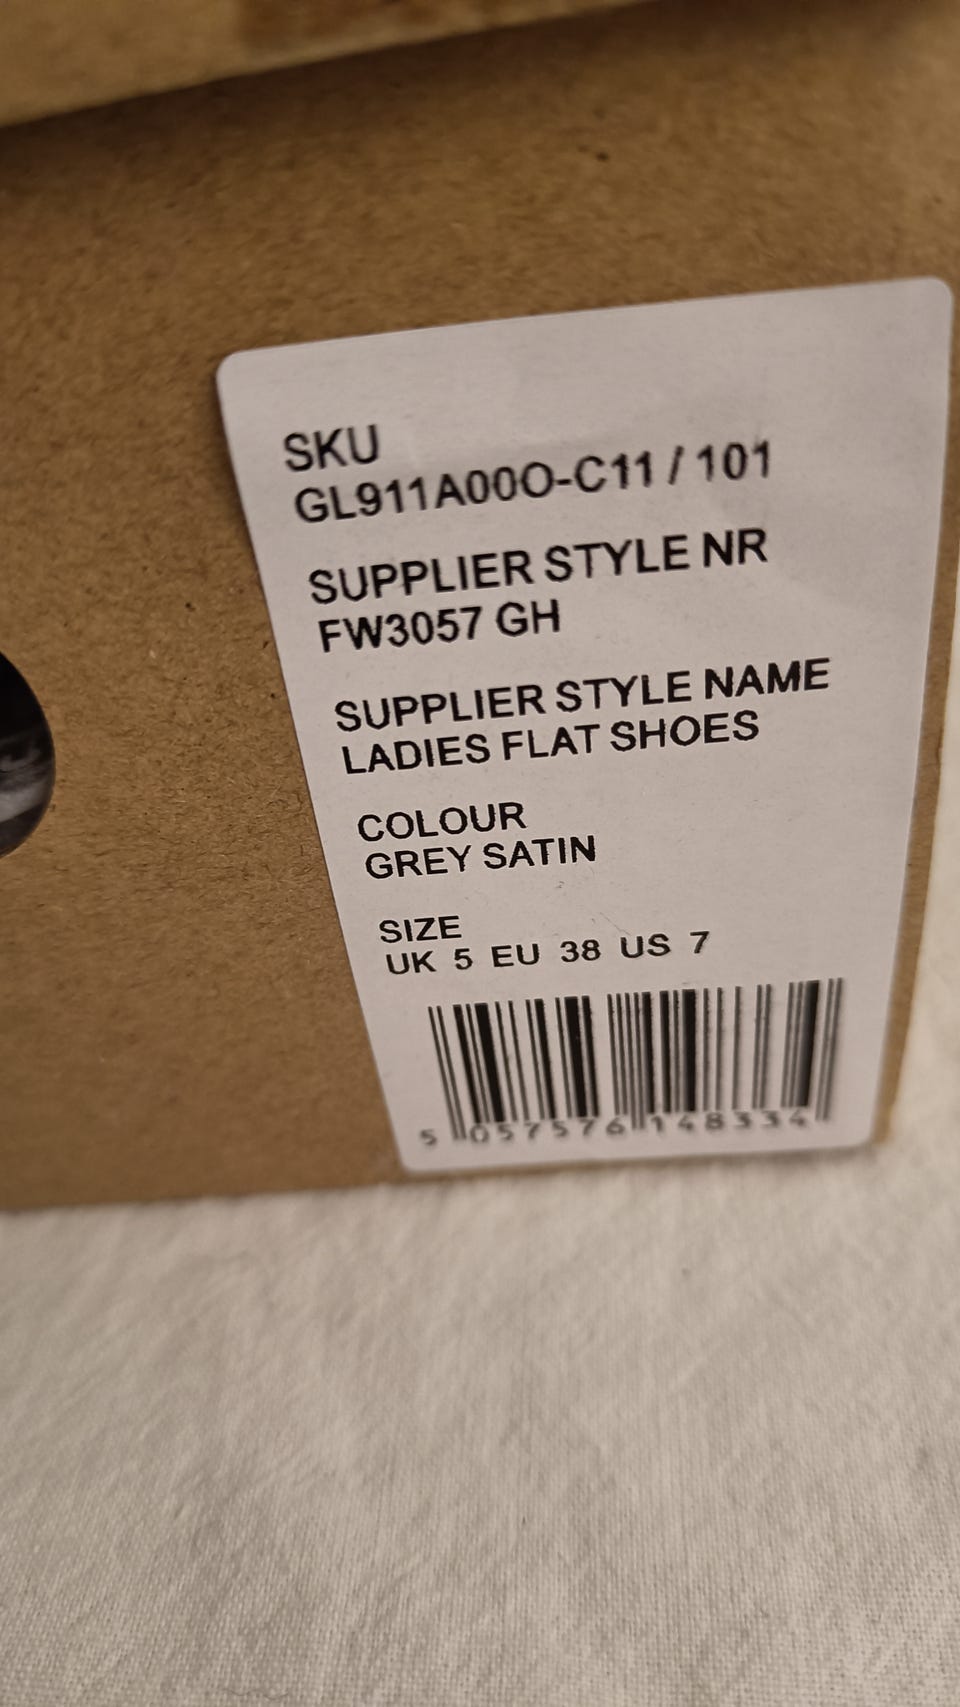 SKU
GL911A00O-C11 / 101
SUPPLIER STYLE NR
FW3057 GH
SUPPLIER STYLE NAME
LADIES FLAT SHOES
COLOUR
GREY SATIN
SIZE
UK 5 EU 38 US 7
5 057576 148334